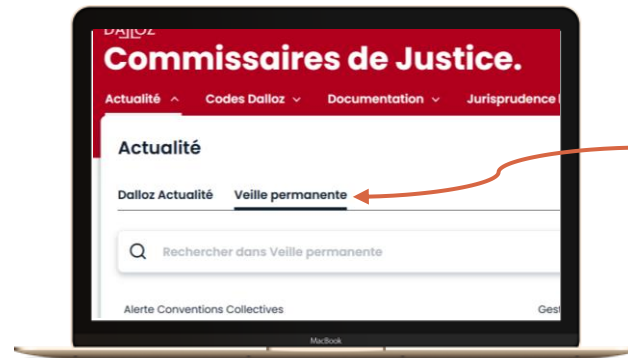 DALLOZ
Commissaires de Justice.
Actualité Codes Dalloz Documentation Jurisprudence
Actualité
Dalloz Actualité Veille permanente
Rechercher dans Veille permanente
Alerte Conventions Collectives Gest
MacBook